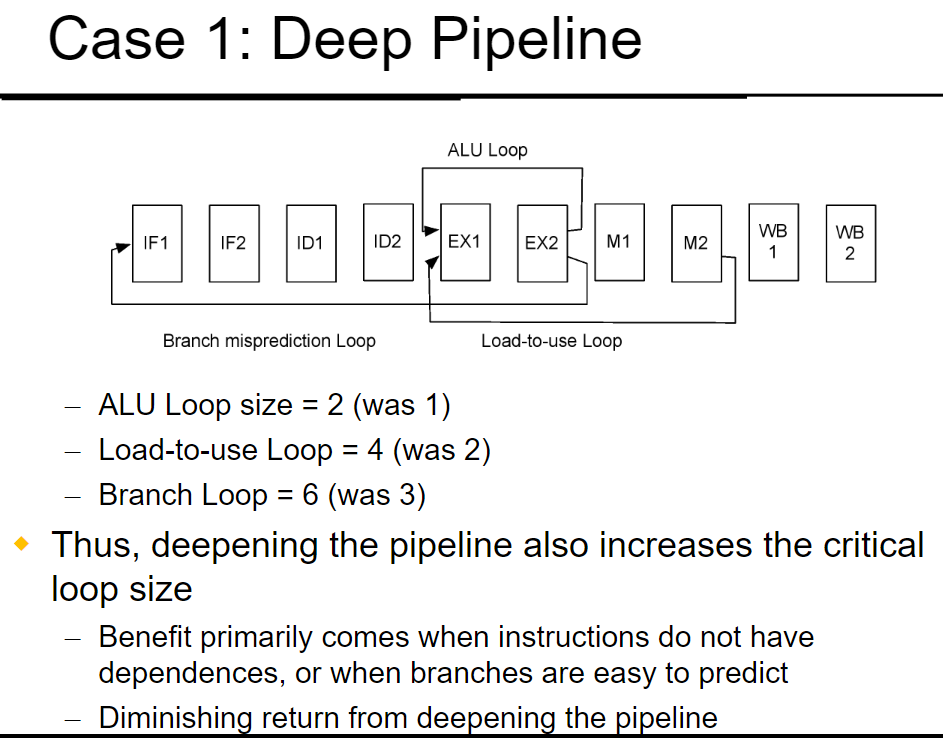 Case 1: Deep Pipeline
ALU Loop
IF1 IF2 ID1 ID2 EX1 EX2 M1 M2 WB 1 WB 2
Branch misprediction Loop Load-to-use Loop
– ALU Loop size = 2 (was 1)
– Load-to-use Loop = 4 (was 2)
– Branch Loop = 6 (was 3)
Thus, deepening the pipeline also increases the critical
loop size
– Benefit primarily comes when instructions do not have
dependences, or when branches are easy to predict
– Diminishing return from deepening the pipeline